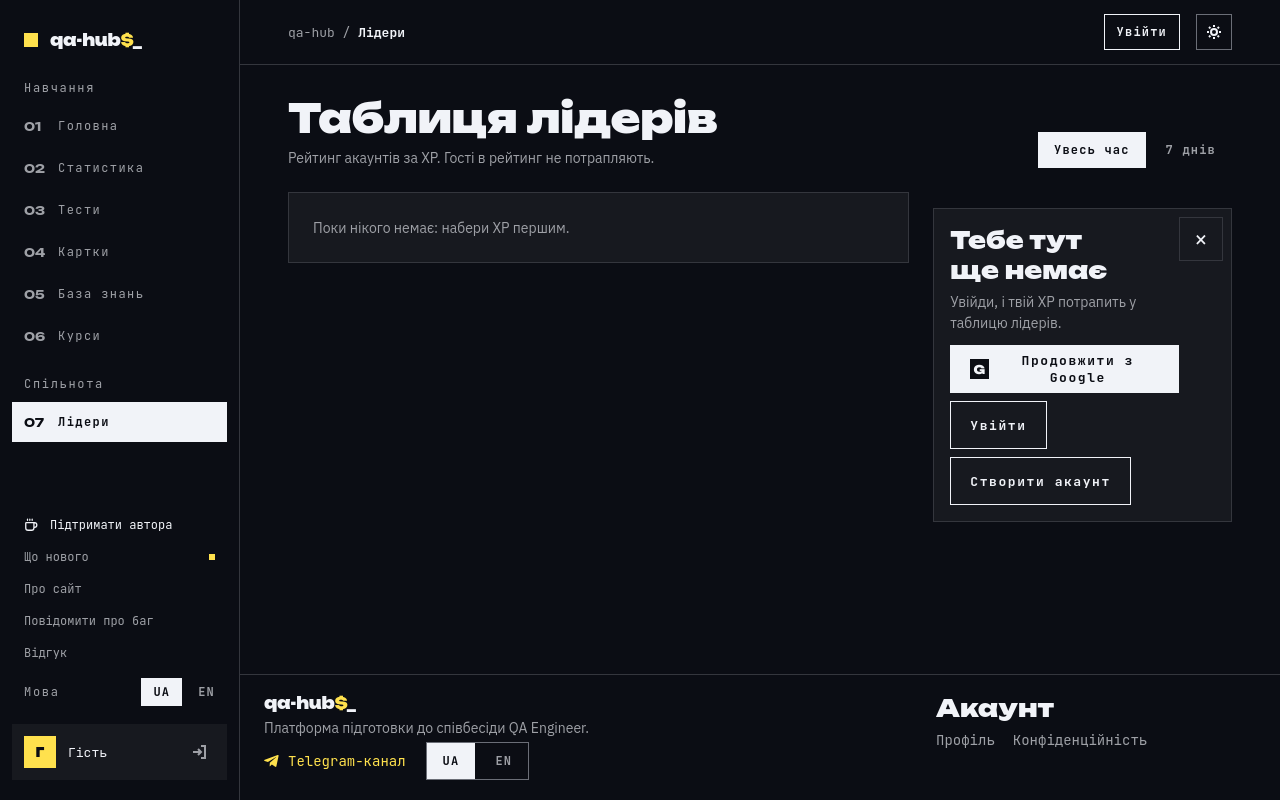 qa-hub$_
Навчання
01 Головна
02 Статистика
03 Тести
04 Картки
05 База знань
06 Курси
Спільнота
07 Лідери
Підтримати автора
Що нового
Про сайт
Повідомити про баг
Відгук
Мова UA EN
Г Гість
qa-hub / Лідери
Увійти
Таблиця лідерів
Рейтинг акаунтів за XP. Гості в рейтинг не потрапляють.
Увесь час 7 днів
Поки нікого немає: набери XP першим.
Тебе тут
ще немає
Увійди, і твій XP потрапить у
таблицю лідерів.
G Продовжити з
Google
Увійти
Створити акаунт
qa-hub$_
Платформа підготовки до співбесіди QA Engineer.
Telegram-канал UA EN
Акаунт
Профіль Конфіденційність